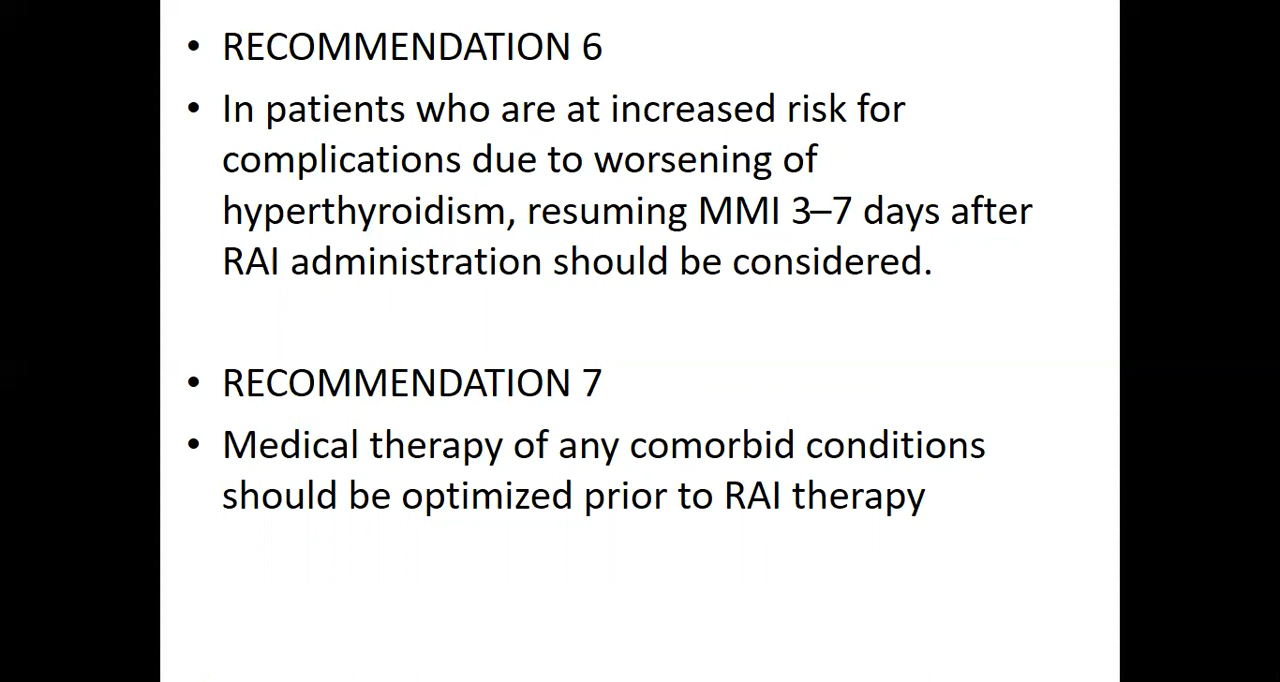 • RECOMMENDATION 6
• In patients who are at increased risk for
complications due to worsening of
hyperthyroidism, resuming MMI 3–7 days after
RAI administration should be considered.
• RECOMMENDATION 7
• Medical therapy of any comorbid conditions
should be optimized prior to RAI therapy